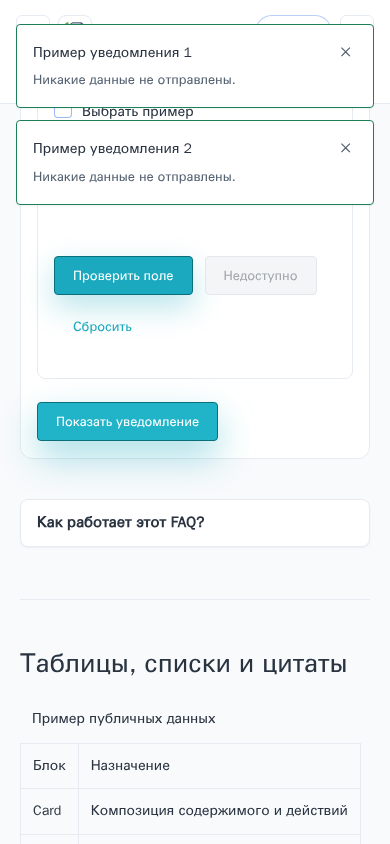 Пример уведомления 1
Никакие данные не отправлены.
Выбрать пример
Пример уведомления 2
Никакие данные не отправлены.
Проверить поле
Недоступно
Сбросить
Показать уведомление
Как работает этот FAQ?
Таблицы, списки и цитаты
Пример публичных данных
Блок Назначение
Card Композиция содержимого и действий